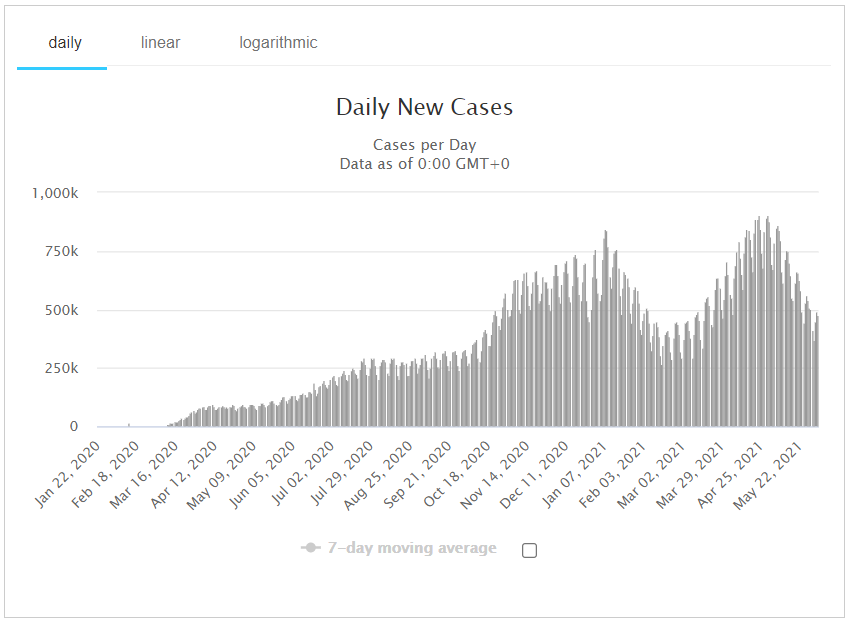 daily linear logarithmic
Daily New Cases
Cases per Day
Data as of 0:00 GMT+0
1,000k
750k
500k
250k
0
Jan 22, 2020
Feb 18, 2020
Mar 16, 2020
Apr 12, 2020
May 09, 2020
Jun 05, 2020
Jul 02, 2020
Jul 29, 2020
Aug 25, 2020
Sep 21, 2020
Oct 18, 2020
Nov 14, 2020
Dec 11, 2020
Jan 07, 2021
Feb 03, 2021
Mar 02, 2021
Mar 29, 2021
Apr 25, 2021
May 22, 2021
7-day moving average